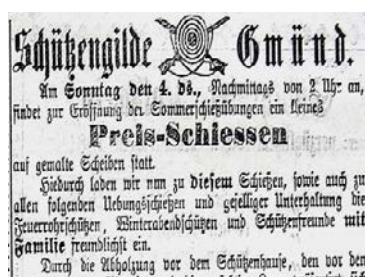 Schützengilde Gmünd.
Am Sonntag den 4. ds., Nachmittags von 2 Uhr an,
findet zur Eröffnung der Sommerschießübungen ein kleines
Preis-Schiessen
auf gemalte Scheiben statt.
Hiedurch laden wir nun zu diesem Schießen, sowie auch zu
allen folgenden Uebungsschießen und geselliger Unterhaltung die
Feuerrohrschützen, Winterabendschützen und Schützenfreunde mit
Familie freundlichst ein.
Durch die Abholzung vor dem Schützenhause, den vor dem